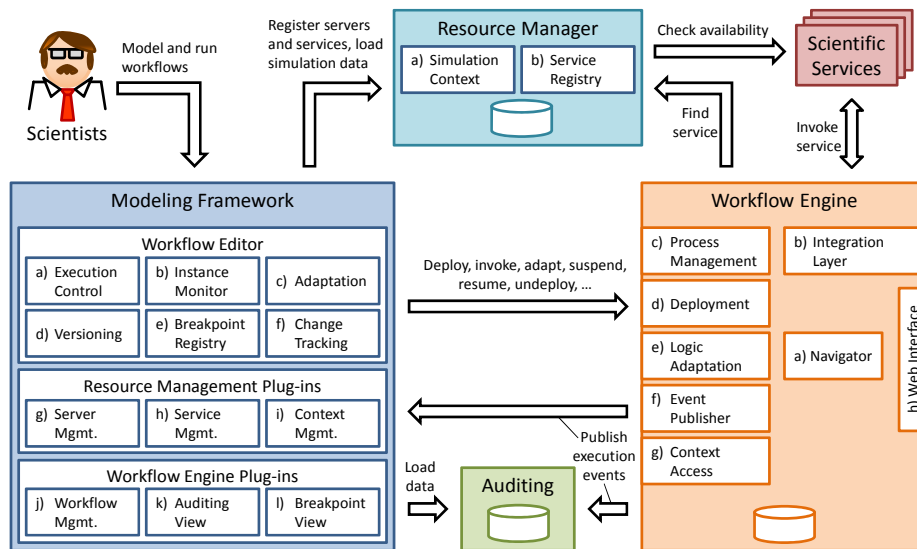 Model and run
workflows
Scientists
Register servers
and services, load
simulation data
Resource Manager
a) Simulation
Context
b) Service
Registry
Check availability
Scientific
Services
Find
service
Invoke
service
Modeling Framework
Workflow Editor
a) Execution
Control
b) Instance
Monitor
c) Adaptation
d) Versioning
e) Breakpoint
Registry
f) Change
Tracking
Resource Management Plug-ins
g) Server
Mgmt.
h) Service
Mgmt.
i) Context
Mgmt.
Workflow Engine Plug-ins
j) Workflow
Mgmt.
k) Auditing
View
l) Breakpoint
View
Deploy, invoke, adapt, suspend,
resume, undeploy, ...
Publish
execution
events
Load
data
Auditing
Workflow Engine
c) Process
Management
b) Integration
Layer
d) Deployment
e) Logic
Adaptation
a) Navigator
f) Event
Publisher
g) Context
Access
h) Web Interface